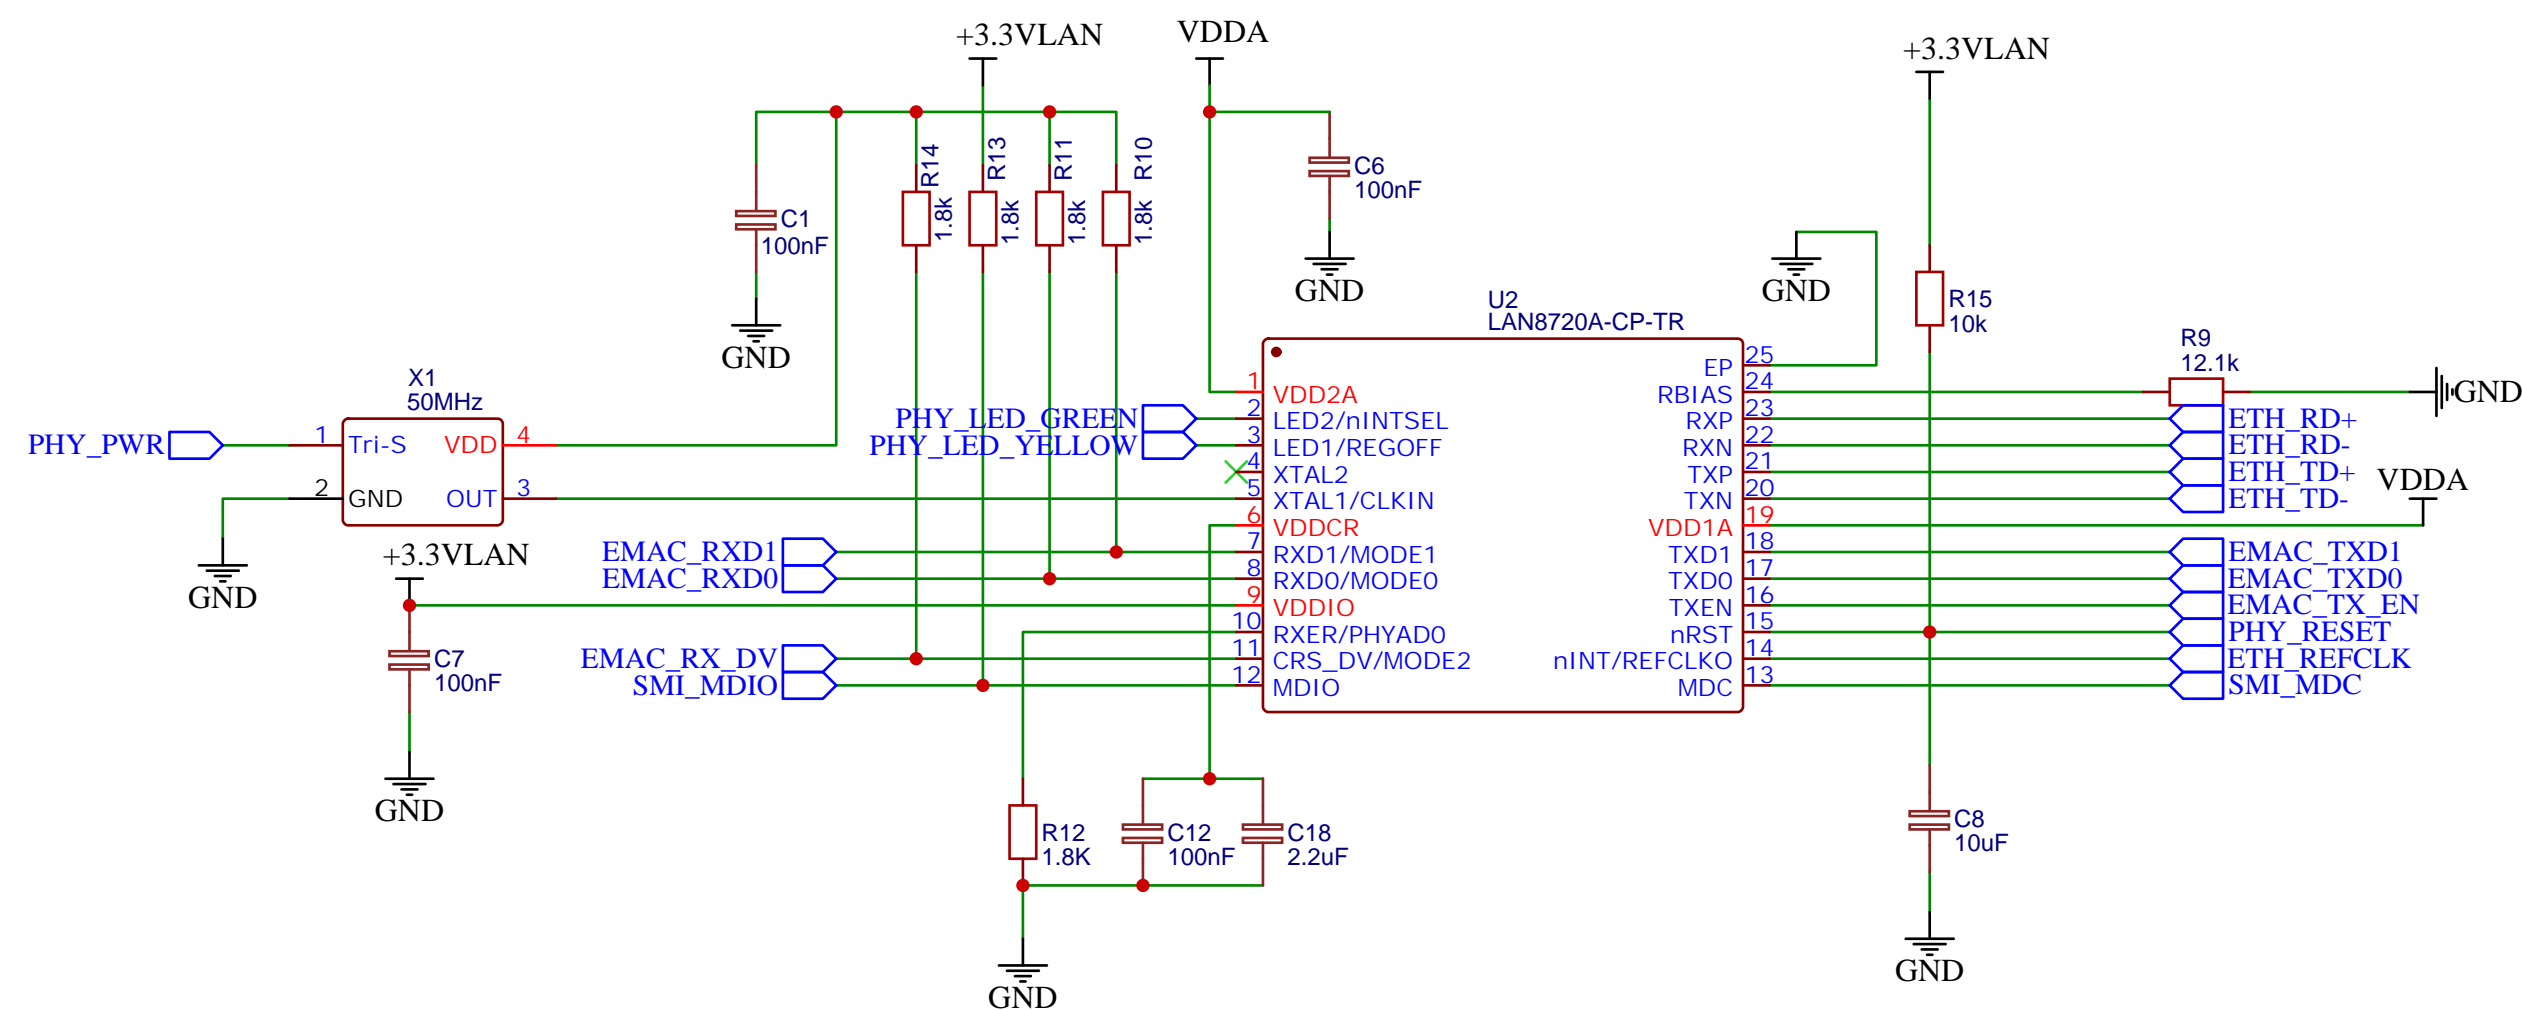 +3.3VLAN
VDDA
+3.3VLAN
R14
1.8k
R13
1.8k
R11
1.8k
R10
1.8k
C1
100nF
GND
C6
100nF
GND
GND
R15
10k
U2
LAN8720A-CP-TR
R9
12.1k
GND
X1
50MHz
PHY_PWR
1
Tri-S
VDD
4
2
GND
OUT
3
GND
PHY_LED_GREEN
PHY_LED_YELLOW
1
VDD2A
2
LED2/nINTSEL
3
LED1/REGOFF
4
XTAL2
5
XTAL1/CLKIN
6
VDDCR
7
RXD1/MODE1
8
RXD0/MODE0
9
VDDIO
10
RXER/PHYAD0
11
CRS_DV/MODE2
12
MDIO
EP
25
RBIAS
24
RXP
23
RXN
22
TXP
21
TXN
20
VDD1A
19
TXD1
18
TXD0
17
TXEN
16
nRST
15
nINT/REFCLKO
14
MDC
13
ETH_RD+
ETH_RD-
ETH_TD+
ETH_TD-
VDDA
EMAC_TXD1
EMAC_TXD0
EMAC_TX_EN
PHY_RESET
ETH_REFCLK
SMI_MDC
+3.3VLAN
EMAC_RXD1
EMAC_RXD0
EMAC_RX_DV
SMI_MDIO
C7
100nF
GND
R12
1.8K
C12
100nF
C18
2.2uF
GND
C8
10uF
GND